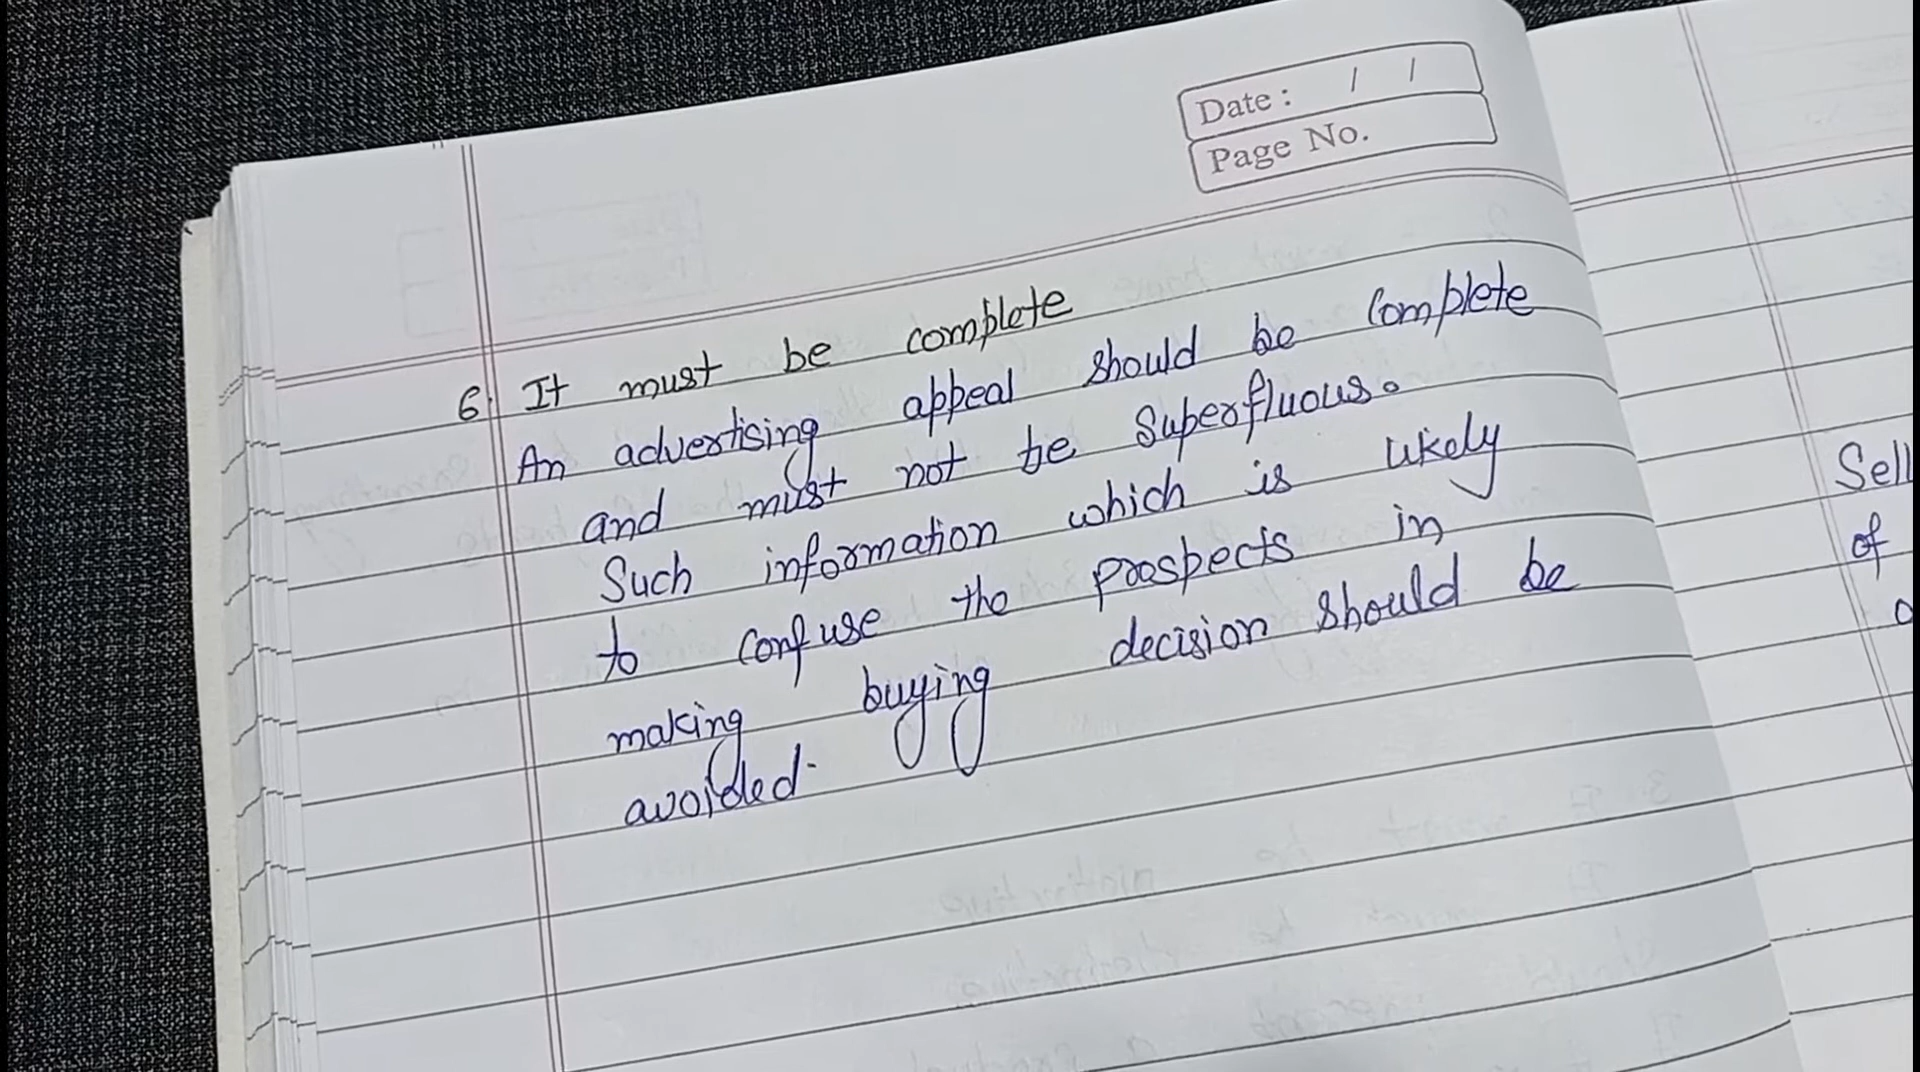 Date : / /
Page No.
6. It must be complete
An advertising appeal should be complete
and must not be superfluous.
Such information which is likely
to confuse the prospects in
making buying decision should be
avoided.
Sell
of